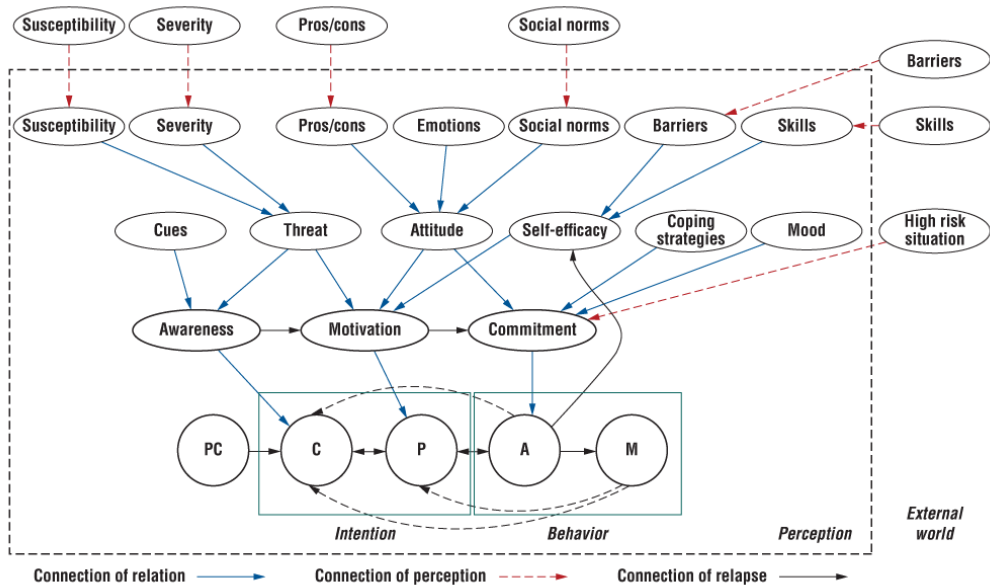 Susceptibility
Severity
Pros/cons
Social norms
Barriers
Susceptibility
Severity
Pros/cons
Emotions
Social norms
Barriers
Skills
Skills
Cues
Threat
Attitude
Self-efficacy
Coping
strategies
Mood
High risk
situation
Awareness
Motivation
Commitment
PC
C
P
A
M
Intention
Behavior
Perception
External
world
Connection of relation
Connection of perception
Connection of relapse